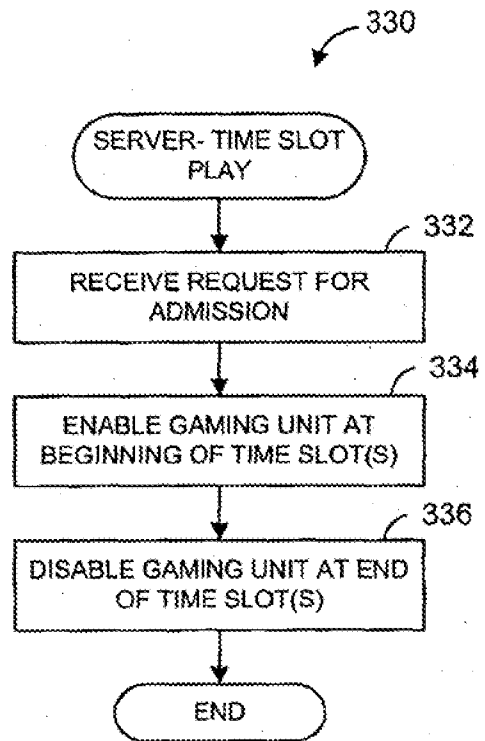 330
SERVER- TIME SLOT
PLAY
332
RECEIVE REQUEST FOR
ADMISSION
334
ENABLE GAMING UNIT AT
BEGINNING OF TIME SLOT(S)
336
DISABLE GAMING UNIT AT END
OF TIME SLOT(S)
END